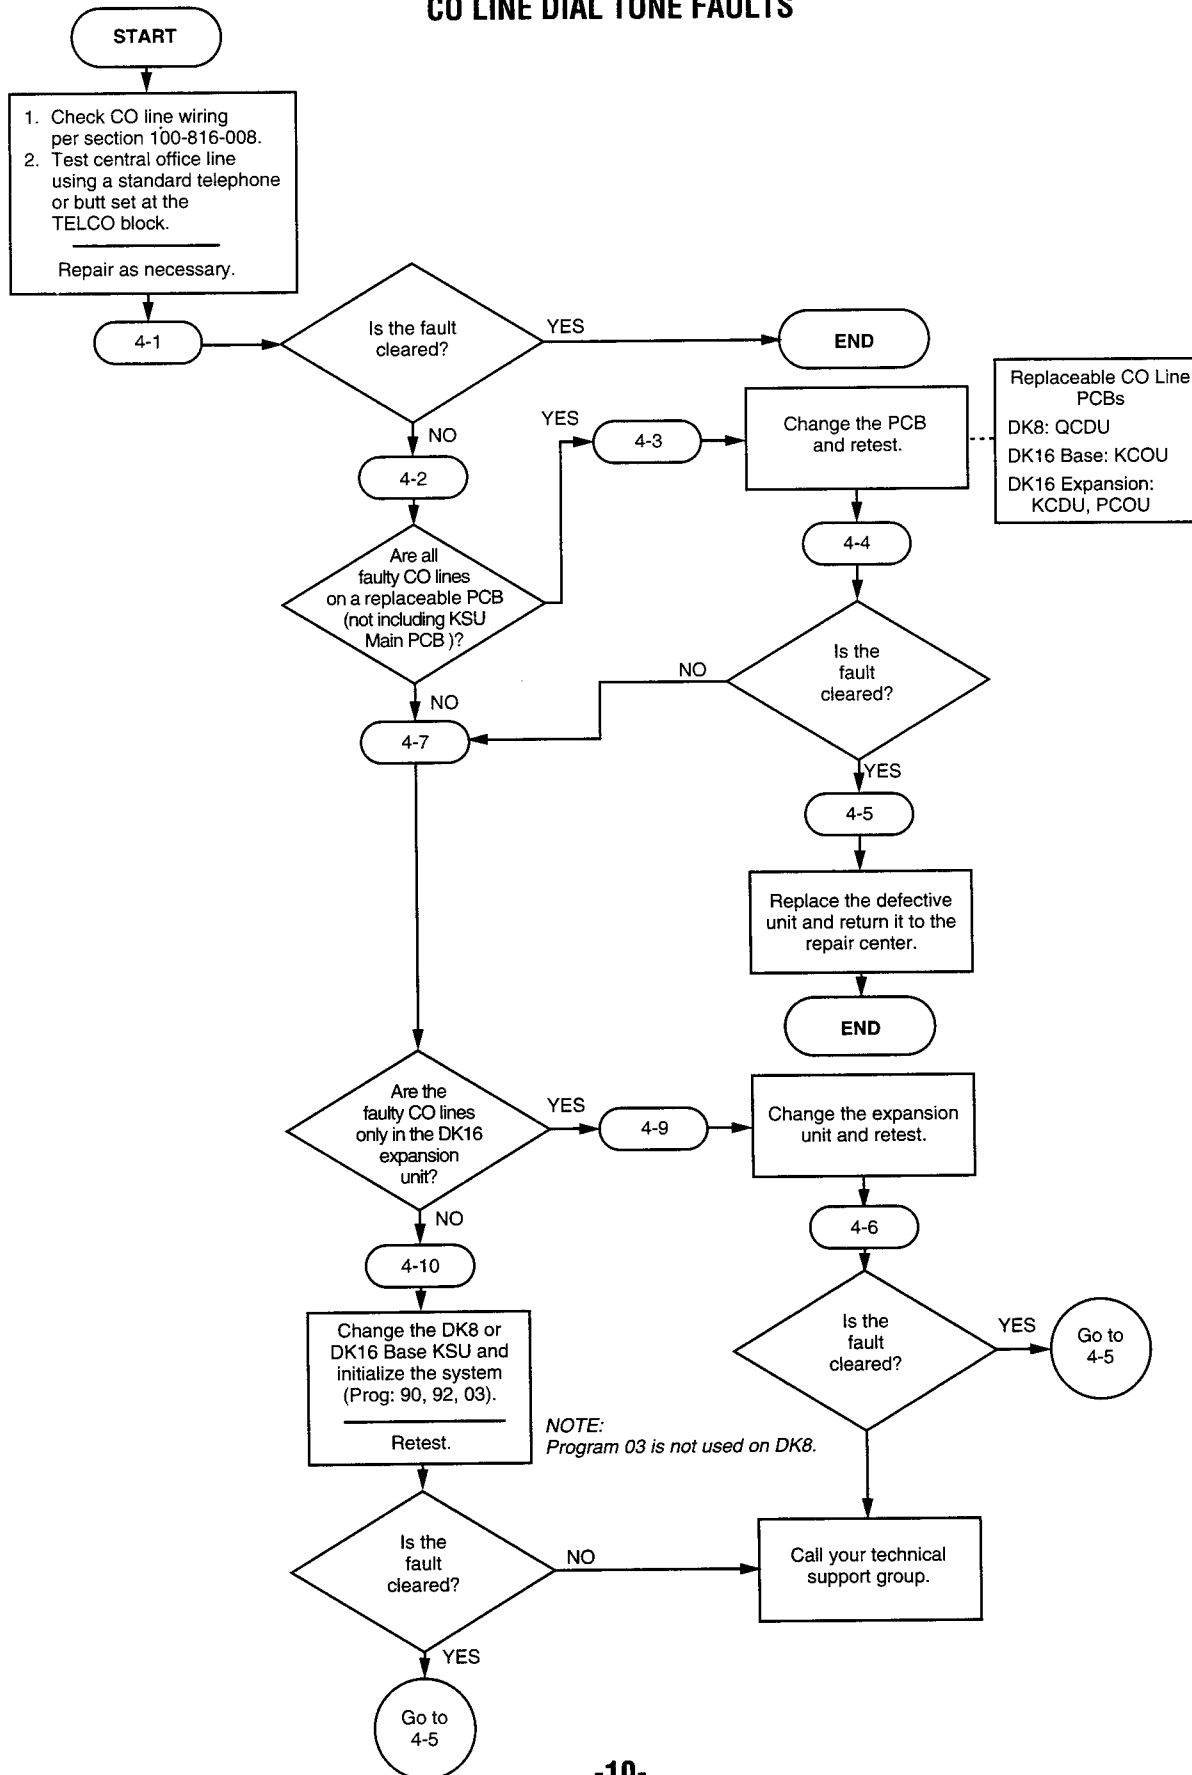 CO LINE DIAL TONE FAULTS
START
1. Check CO line wiring
per section 100-816-008.
2. Test central office line
using a standard telephone
or butt set at the
TELCO block.
Repair as necessary.
4-1
Is the fault
cleared?
YES
END
NO
4-2
Are all
faulty CO lines
on a replaceable PCB
(not including KSU
Main PCB )?
YES
4-3
Change the PCB
and retest.
Replaceable CO Line
PCBs
DK8: QCDU
DK16 Base: KCOU
DK16 Expansion:
KCDU, PCOU
4-4
Is the
fault
cleared?
NO
NO
4-7
YES
4-5
Replace the defective
unit and return it to the
repair center.
END
Are the
faulty CO lines
only in the DK16
expansion
unit?
YES
4-9
Change the expansion
unit and retest.
NO
4-6
4-10
Is the
fault
cleared?
YES
Go to
4-5
Change the DK8 or
DK16 Base KSU and
initialize the system
(Prog: 90, 92, 03).
Retest.
NOTE:
Program 03 is not used on DK8.
Is the
fault
cleared?
NO
Call your technical
support group.
YES
Go to
4-5
-10-